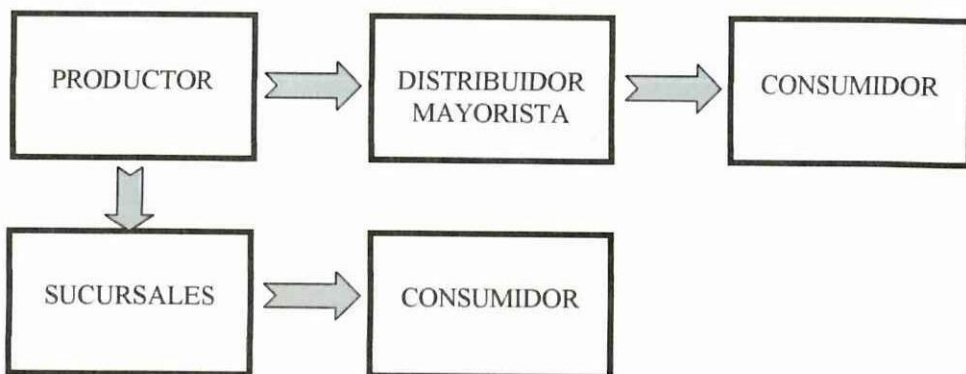 PRODUCTOR
DISTRIBUIDOR
MAYORISTA
CONSUMIDOR
SUCURSALES
CONSUMIDOR